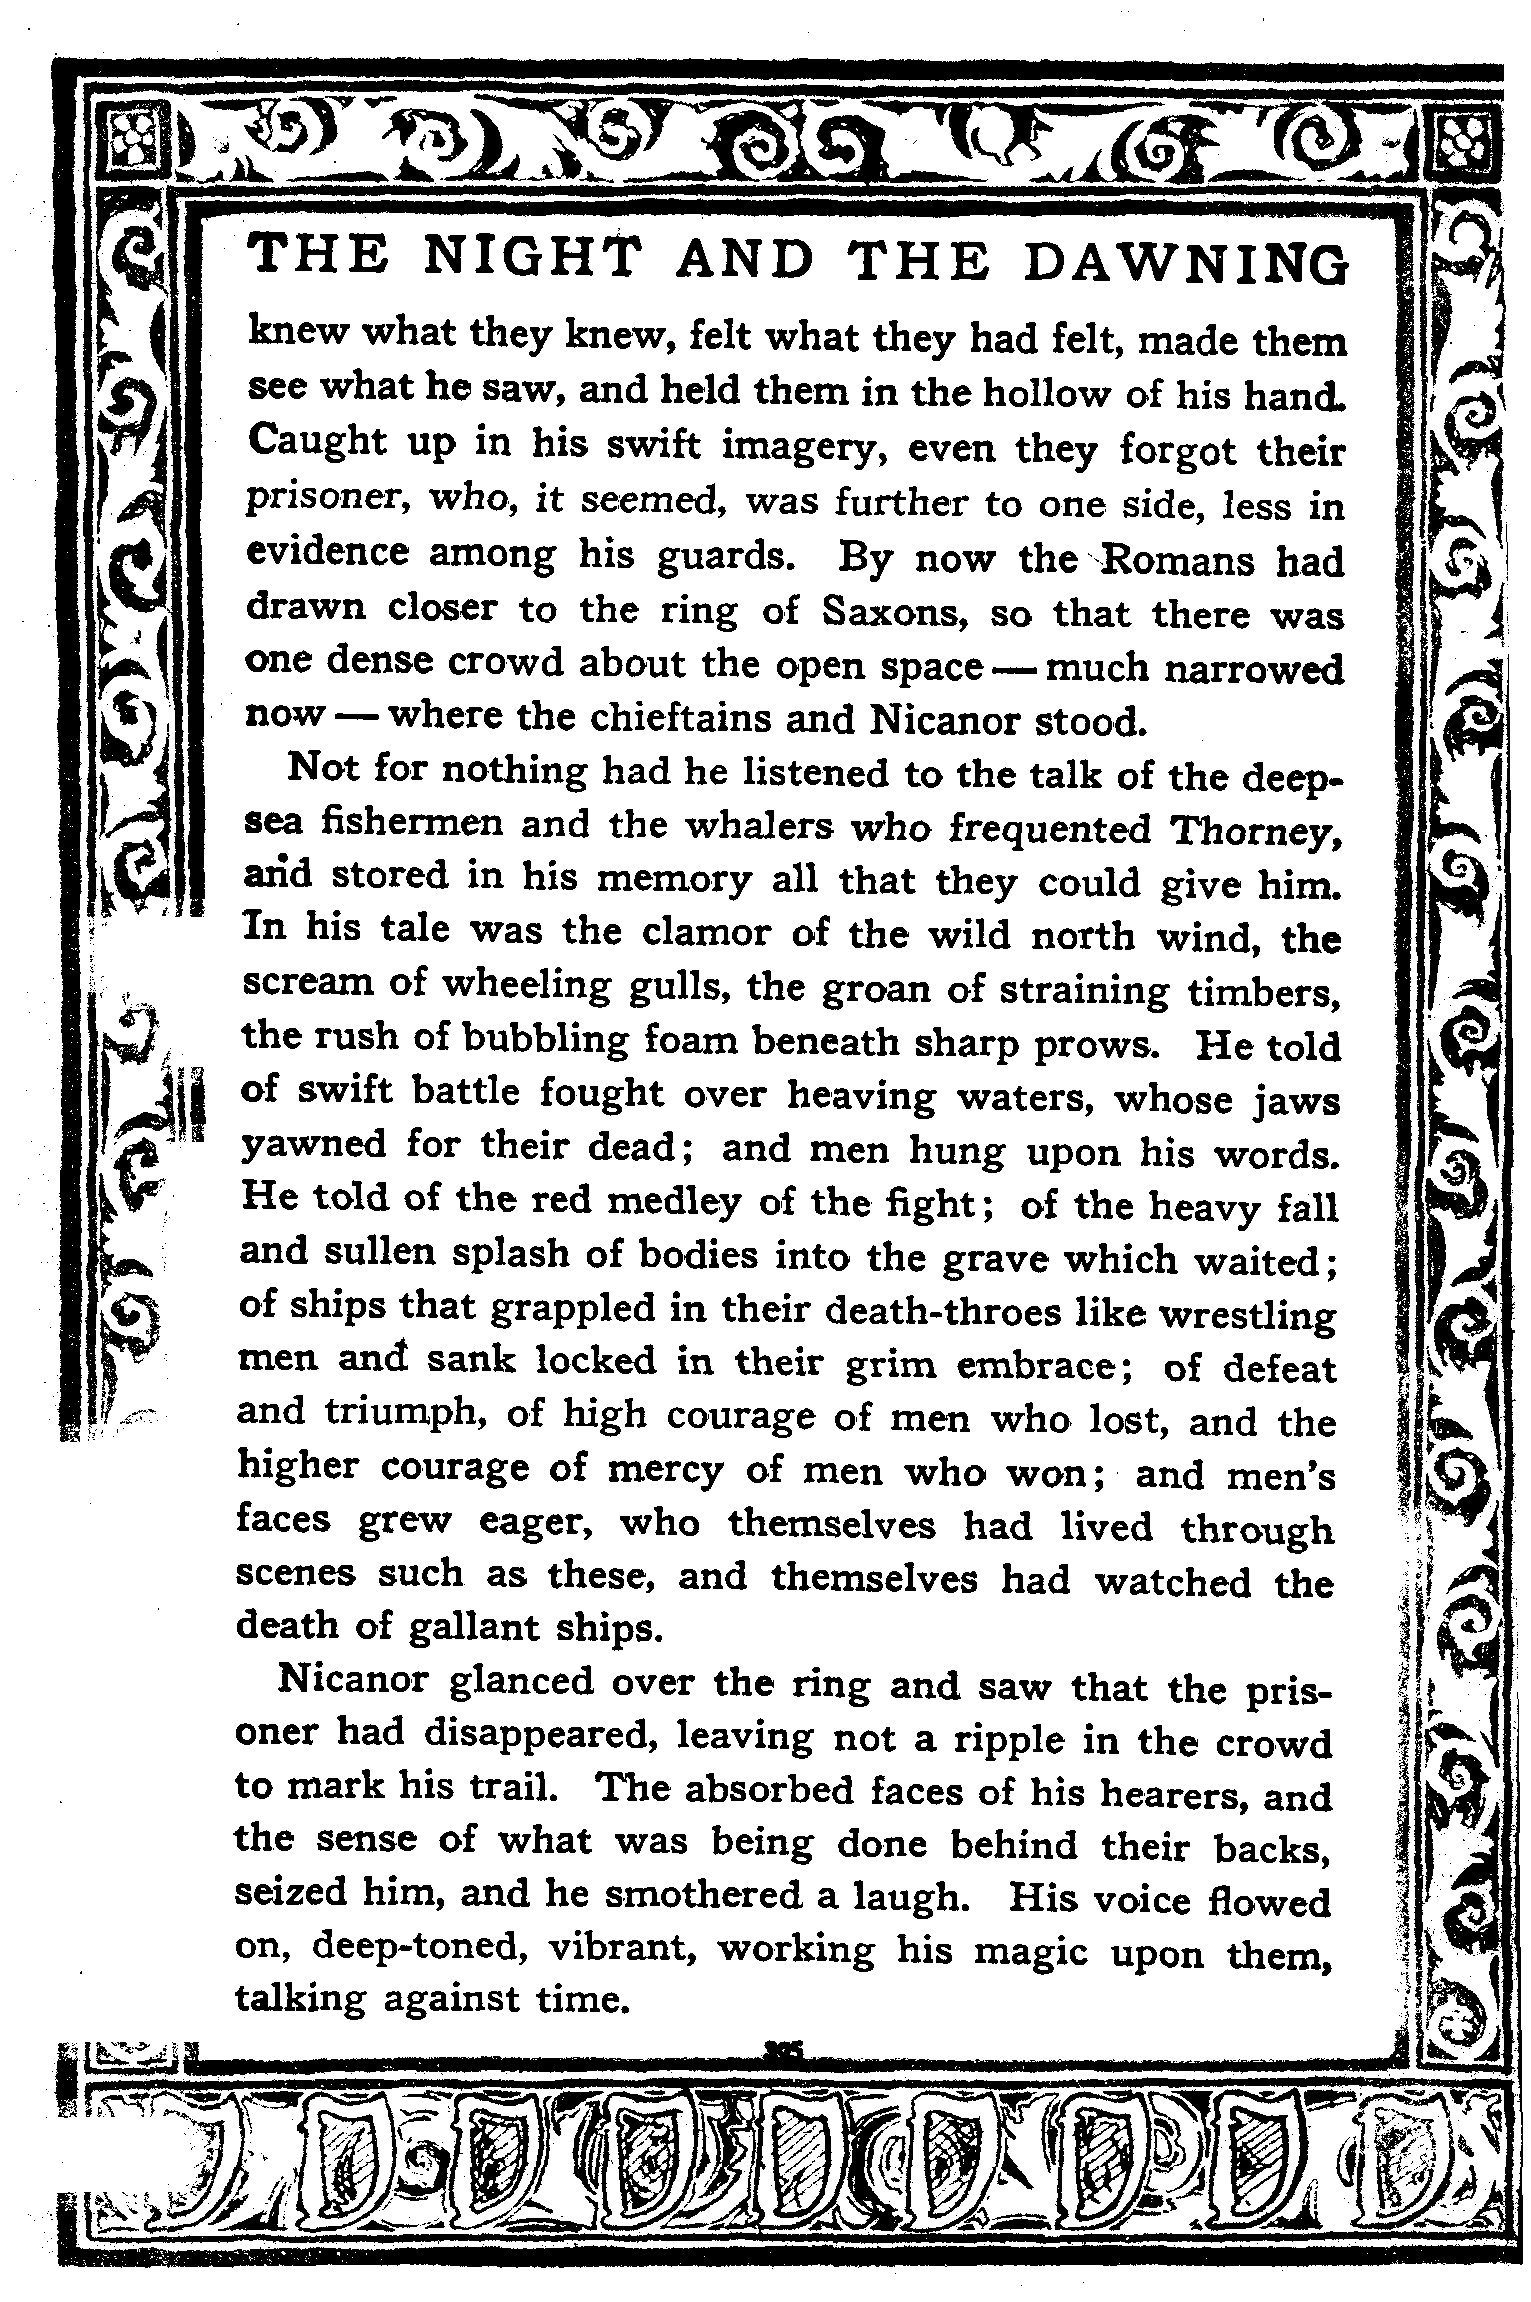 THE NIGHT AND THE DAWNING
knew what they knew, felt what they had felt, made them
see what he saw, and held them in the hollow of his hand.
Caught up in his swift imagery, even they forgot their
prisoner, who, it seemed, was further to one side, less in
evidence among his guards. By now the Romans had
drawn closer to the ring of Saxons, so that there was
one dense crowd about the open space — much narrowed
now — where the chieftains and Nicanor stood.
Not for nothing had he listened to the talk of the deep-
sea fishermen and the whalers who frequented Thorney,
and stored in his memory all that they could give him.
In his tale was the clamor of the wild north wind, the
scream of wheeling gulls, the groan of straining timbers,
the rush of bubbling foam beneath sharp prows. He told
of swift battle fought over heaving waters, whose jaws
yawned for their dead; and men hung upon his words.
He told of the red medley of the fight; of the heavy fall
and sullen splash of bodies into the grave which waited;
of ships that grappled in their death-throes like wrestling
men and sank locked in their grim embrace; of defeat
and triumph, of high courage of men who lost, and the
higher courage of mercy of men who won; and men's
faces grew eager, who themselves had lived through
scenes such as these, and themselves had watched the
death of gallant ships.
Nicanor glanced over the ring and saw that the pris-
oner had disappeared, leaving not a ripple in the crowd
to mark his trail. The absorbed faces of his hearers, and
the sense of what was being done behind their backs,
seized him, and he smothered a laugh. His voice flowed
on, deep-toned, vibrant, working his magic upon them,
talking against time.